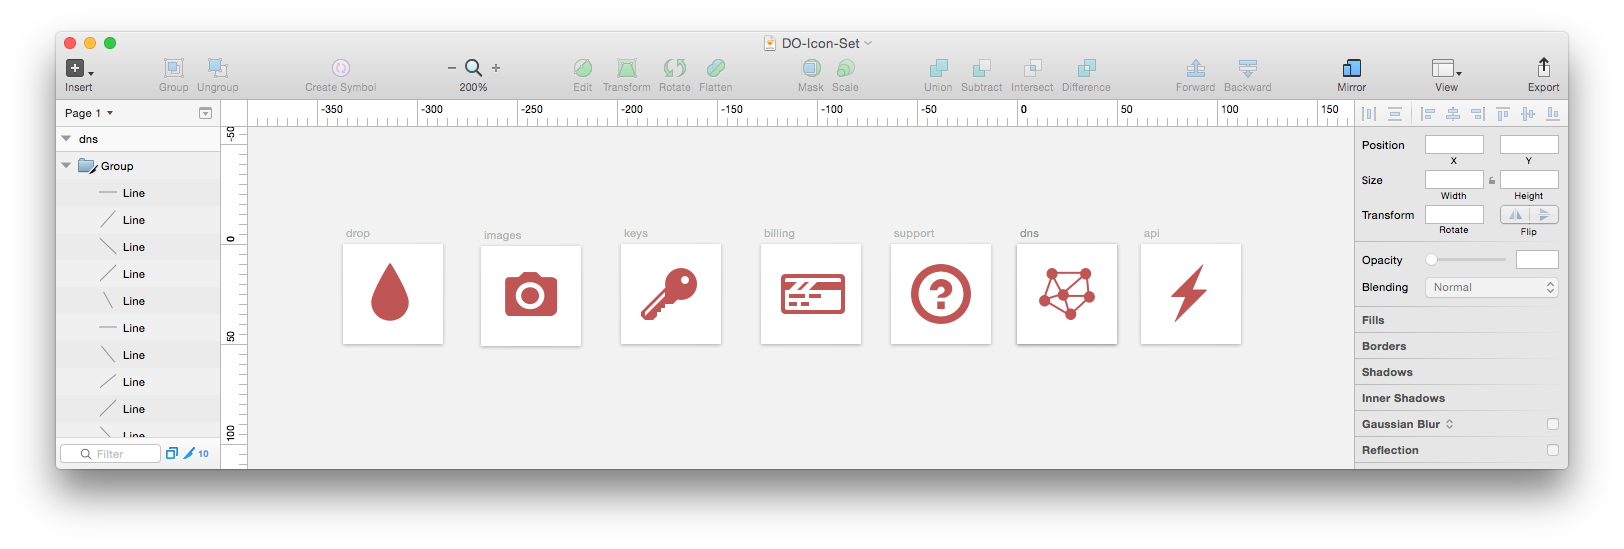 DO-Icon-Set
Insert Group Ungroup Create Symbol 200% Edit Transform Rotate Flatten Mask Scale Union Subtract Intersect Difference Forward Backward Mirror View Export
Page 1
dns
Group
Line
Line
Line
Line
Line
Line
Line
Line
Line
Line
Filter 10
-350 -300 -250 -200 -150 -100 -50 0 50 100 150
-50
0
50
100
drop images keys billing support dns api
?
Position
X Y
Size
Width Height
Transform
Rotate Flip
Opacity
Blending Normal
Fills
Borders
Shadows
Inner Shadows
Gaussian Blur
Reflection